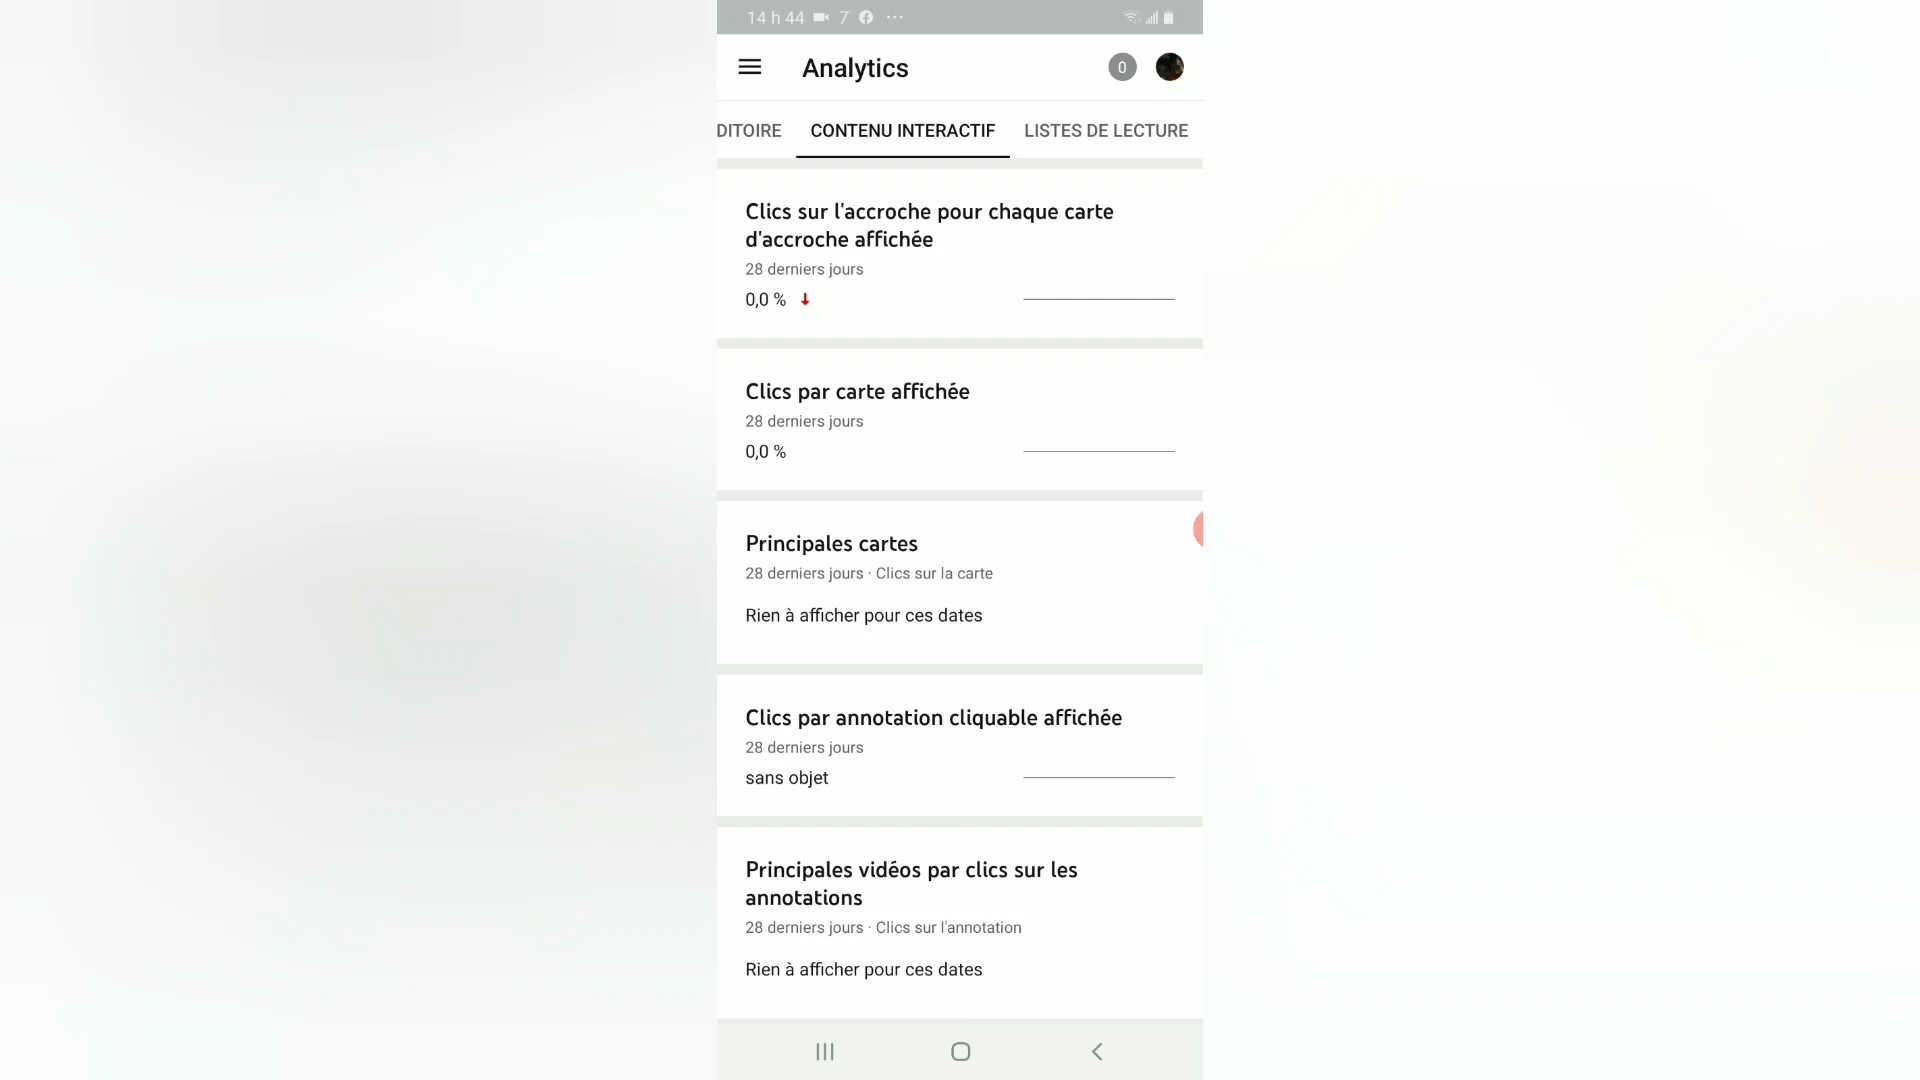 14 h 44
Analytics
0
DITOIRE
CONTENU INTERACTIF
LISTES DE LECTURE
Clics sur l'accroche pour chaque carte
d'accroche affichée
28 derniers jours
0,0 %
Clics par carte affichée
28 derniers jours
0,0 %
Principales cartes
28 derniers jours · Clics sur la carte
Rien à afficher pour ces dates
Clics par annotation cliquable affichée
28 derniers jours
sans objet
Principales vidéos par clics sur les
annotations
28 derniers jours · Clics sur l'annotation
Rien à afficher pour ces dates